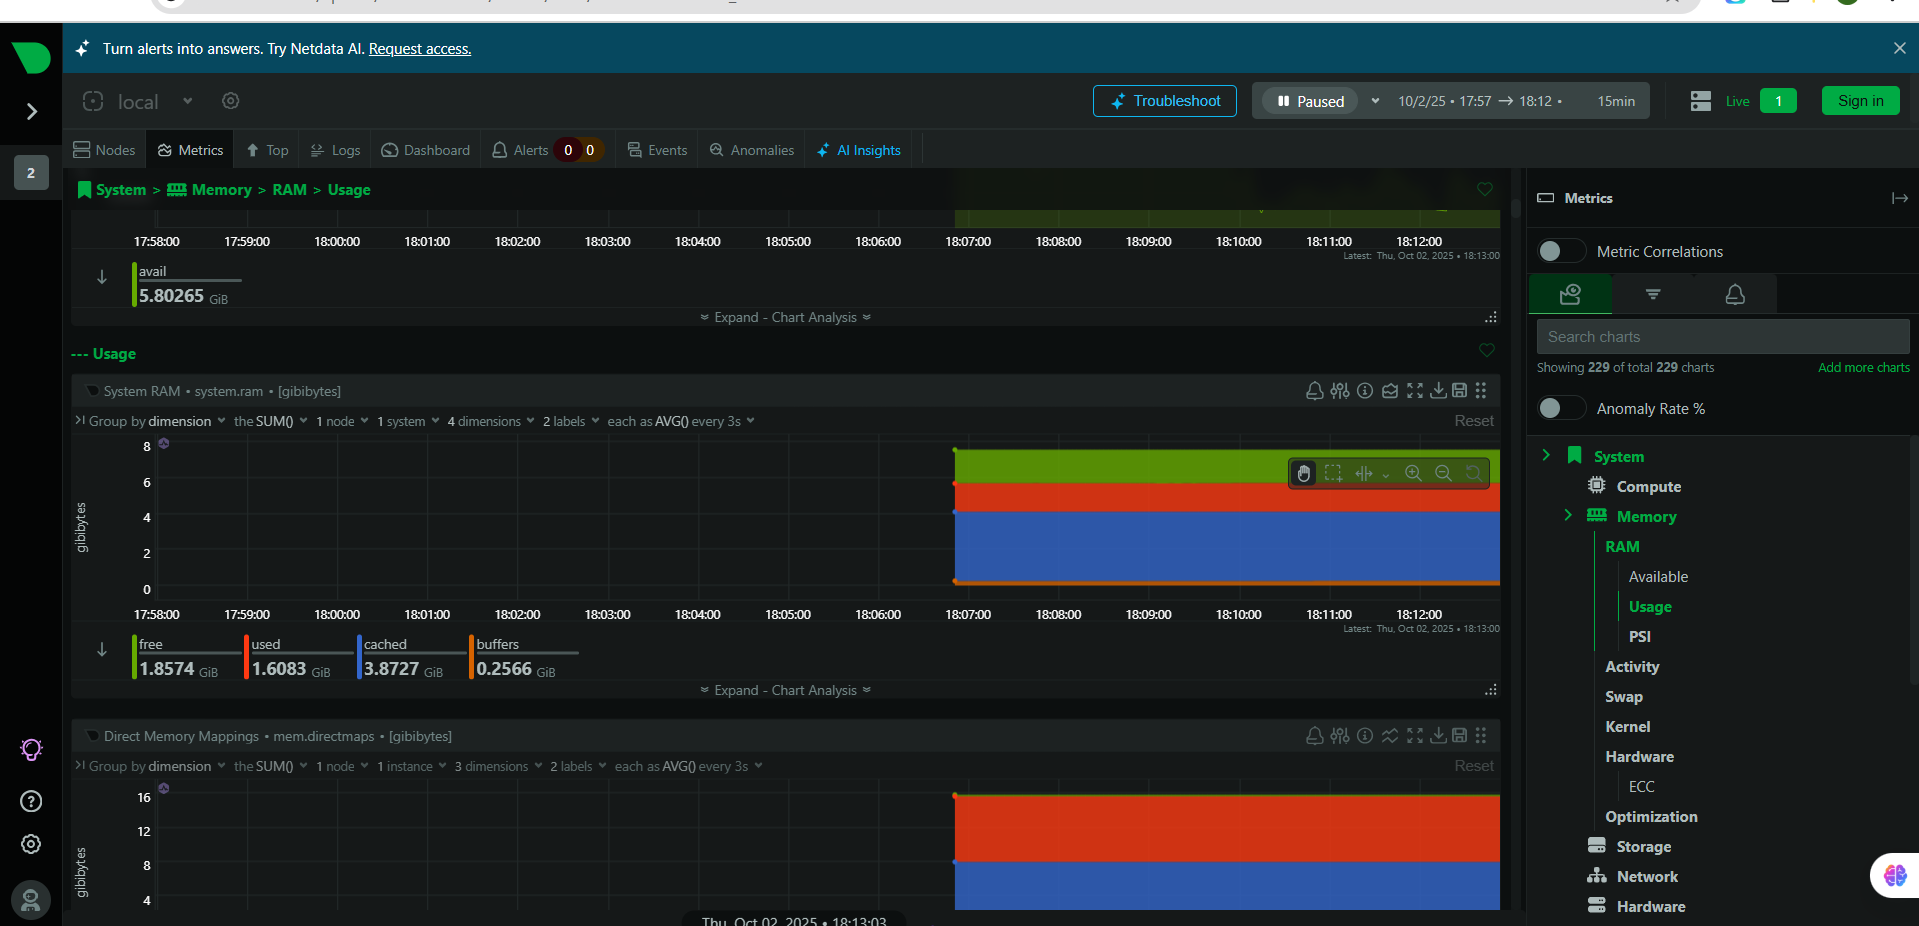 Turn alerts into answers. Try Netdata AI. Request access.
local
Troubleshoot
Paused
10/2/25 • 17:57 → 18:12 •
15min
Live
1
Sign in
2
Nodes
Metrics
Top
Logs
Dashboard
Alerts
0
0
Events
Anomalies
AI Insights
System > Memory > RAM > Usage
17:58:00 17:59:00 18:00:00 18:01:00 18:02:00 18:03:00 18:04:00 18:05:00 18:06:00 18:07:00 18:08:00 18:09:00 18:10:00 18:11:00 18:12:00
Latest: Thu, Oct 02, 2025 • 18:13:00
avail
5.80265 GiB
Expand - Chart Analysis
--- Usage
System RAM • system.ram • [gibibytes]
Group by dimension the SUM() 1 node 1 system 4 dimensions 2 labels each as AVG() every 3s
Reset
gibibytes
8
6
4
2
0
17:58:00 17:59:00 18:00:00 18:01:00 18:02:00 18:03:00 18:04:00 18:05:00 18:06:00 18:07:00 18:08:00 18:09:00 18:10:00 18:11:00 18:12:00
Latest: Thu, Oct 02, 2025 • 18:13:00
free used cached buffers
1.8574 GiB 1.6083 GiB 3.8727 GiB 0.2566 GiB
Expand - Chart Analysis
Direct Memory Mappings • mem.directmaps • [gibibytes]
Group by dimension the SUM() 1 node 1 instance 3 dimensions 2 labels each as AVG() every 3s
Reset
gibibytes
16
12
8
4
Thu, Oct 02, 2025 • 18:13:03
Metrics
Metric Correlations
Search charts
Showing 229 of total 229 charts
Add more charts
Anomaly Rate %
System
Compute
Memory
RAM
Available
Usage
PSI
Activity
Swap
Kernel
Hardware
ECC
Optimization
Storage
Network
Hardware